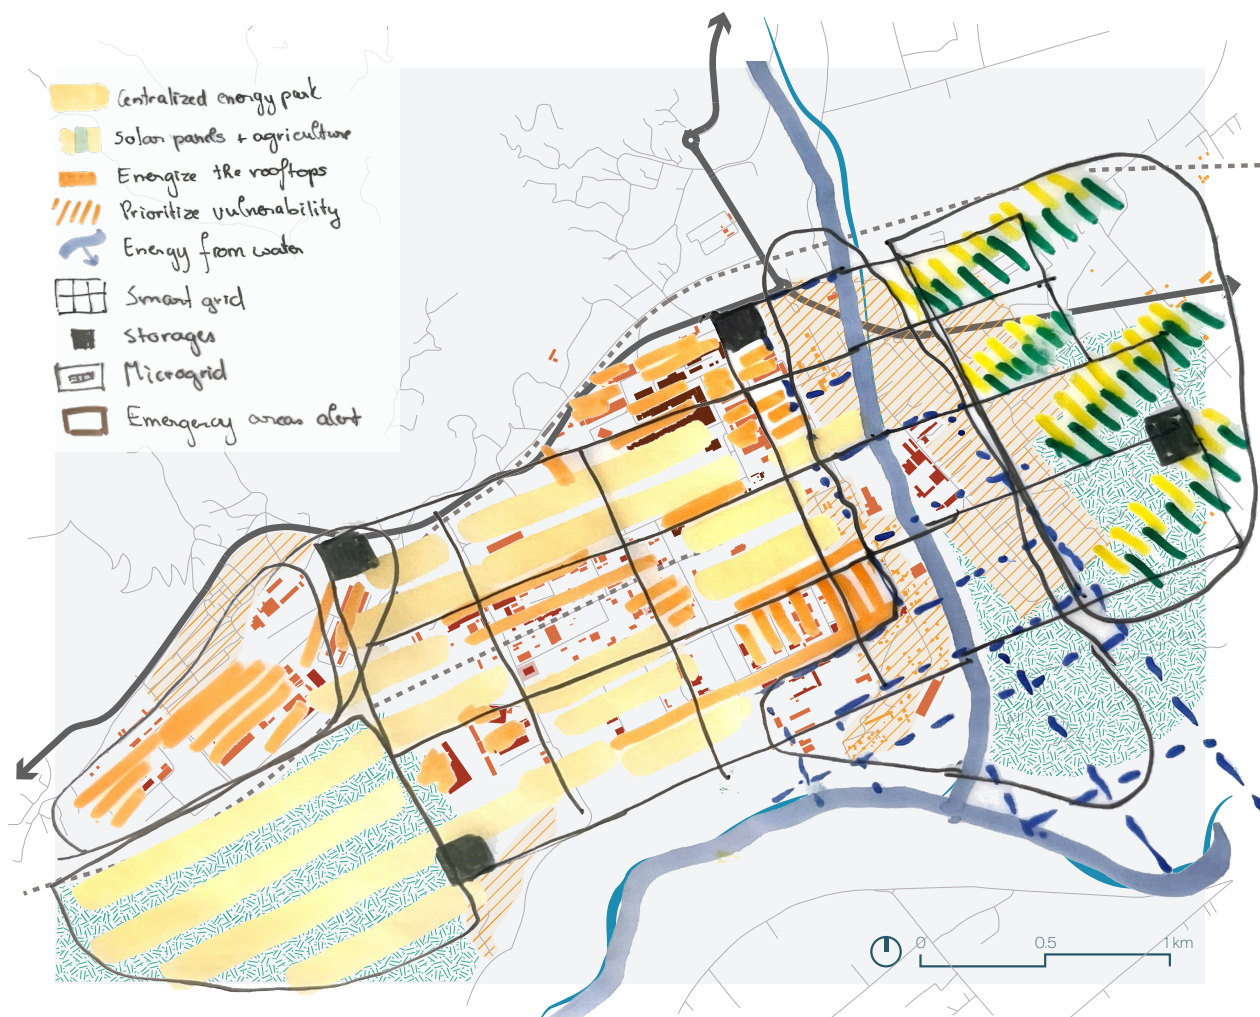 Centralized energy park
Solar panels + agriculture
Energize the rooftops
Prioritize vulnerability
Energy from water
Smart grid
Storages
Microgrid
Emergency areas alert
0 0.5 1 km